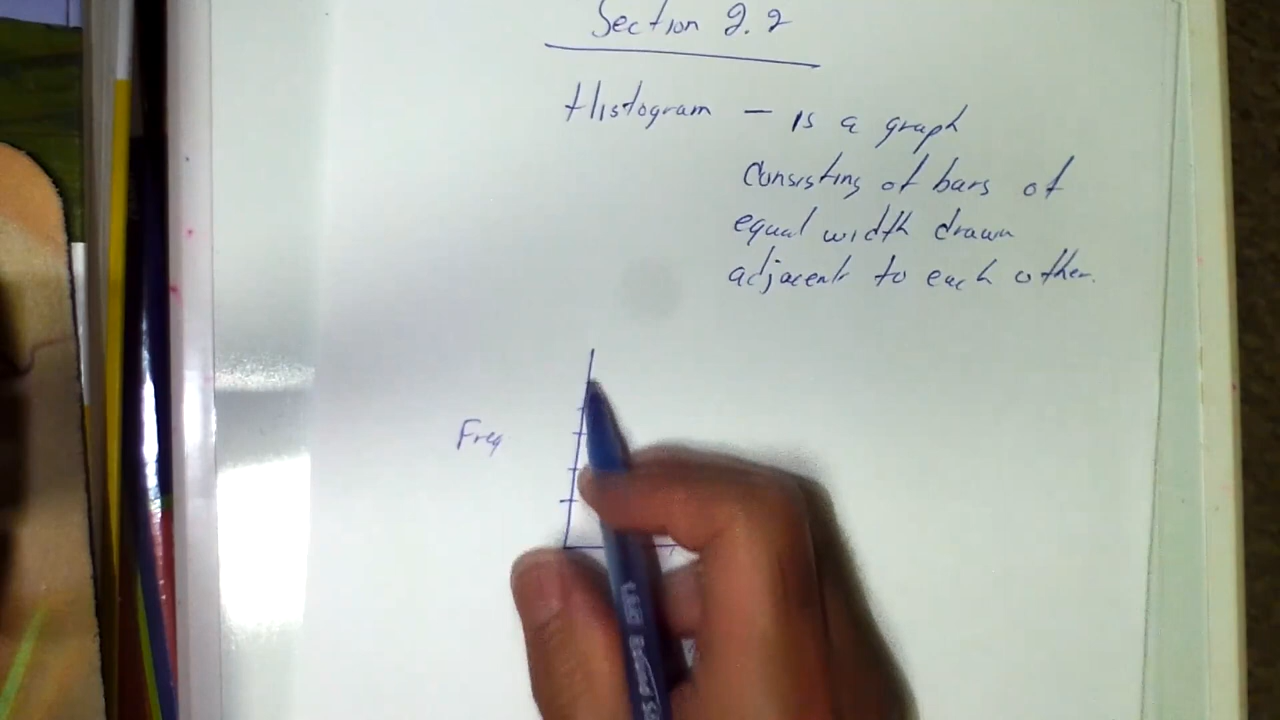 Section 2.2
Histogram — is a graph
consisting of bars of
equal width drawn
adjacent to each other.
Freq